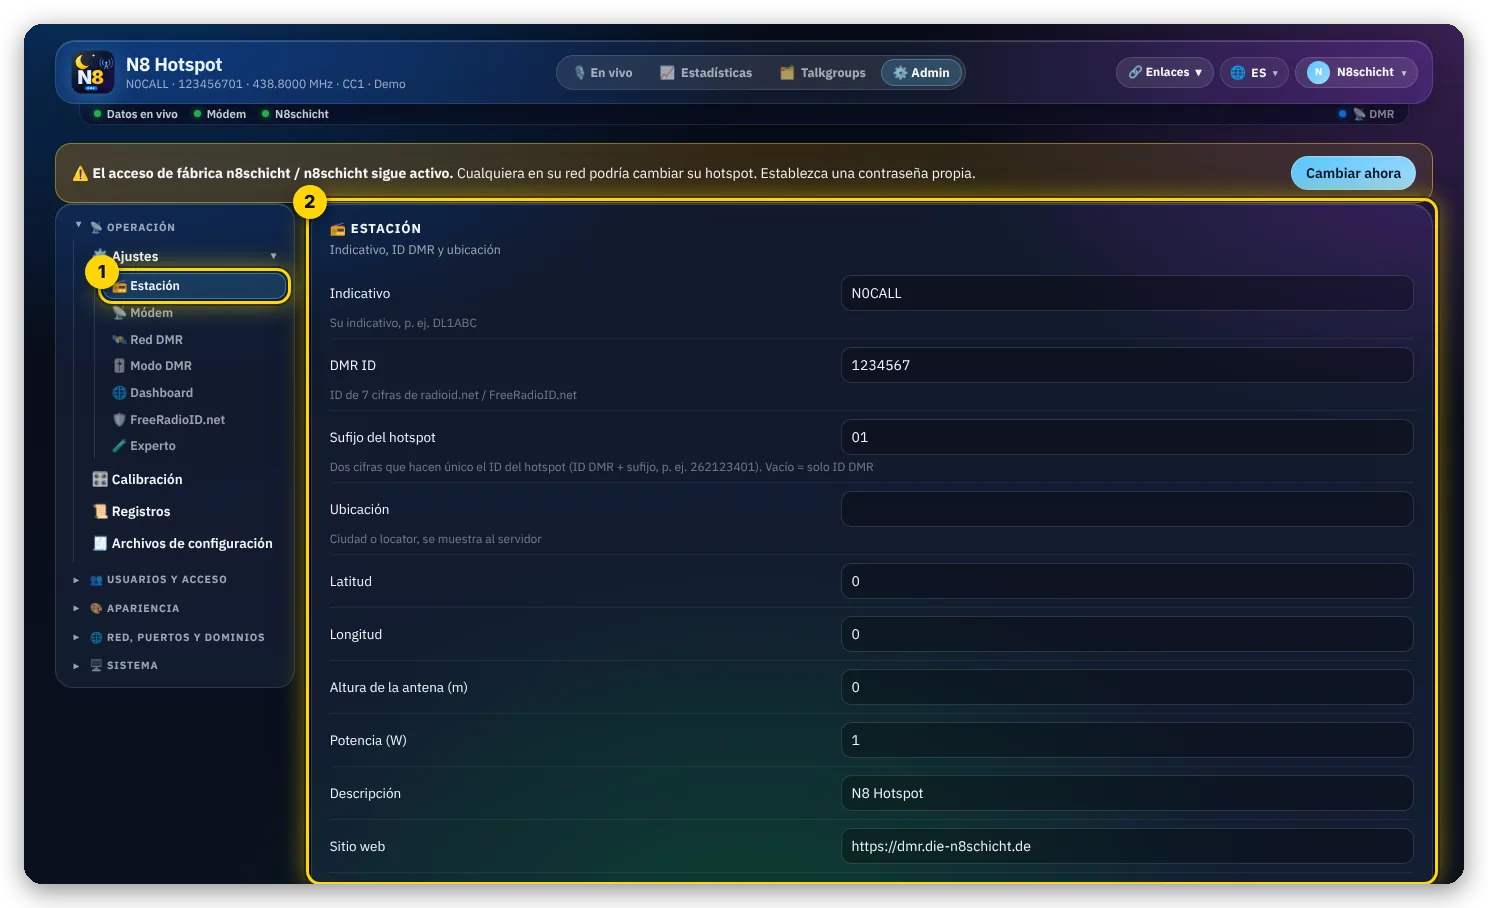 N8 Hotspot
N0CALL · 123456701 · 438.8000 MHz · CC1 · Demo
En vivo
Estadísticas
Talkgroups
Admin
Enlaces ▾
ES ▾
N N8schicht ▾
Datos en vivo
Módem
N8schicht
DMR
El acceso de fábrica n8schicht / n8schicht sigue activo. Cualquiera en su red podría cambiar su hotspot. Establezca una contraseña propia.
Cambiar ahora
OPERACIÓN
Ajustes
1
Estación
Módem
Red DMR
Modo DMR
Dashboard
FreeRadioID.net
Experto
Calibración
Registros
Archivos de configuración
USUARIOS Y ACCESO
APARIENCIA
RED, PUERTOS Y DOMINIOS
SISTEMA
2
ESTACIÓN
Indicativo, ID DMR y ubicación
Indicativo
N0CALL
Su indicativo, p. ej. DL1ABC
DMR ID
1234567
ID de 7 cifras de radioid.net / FreeRadioID.net
Sufijo del hotspot
01
Dos cifras que hacen único el ID del hotspot (ID DMR + sufijo, p. ej. 262123401). Vacío = solo ID DMR
Ubicación
Ciudad o locator, se muestra al servidor
Latitud
0
Longitud
0
Altura de la antena (m)
0
Potencia (W)
1
Descripción
N8 Hotspot
Sitio web
https://dmr.die-n8schicht.de